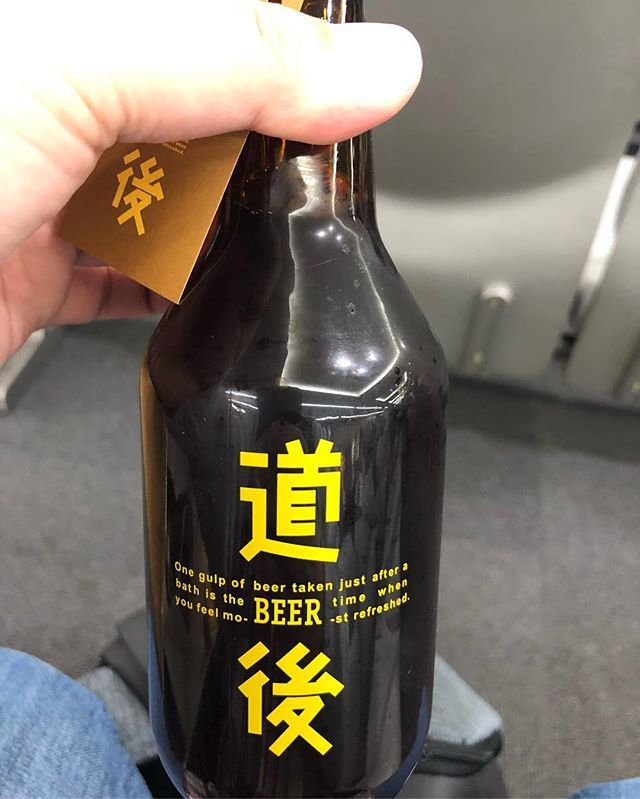 後
道
One gulp of beer taken just after a
bath is the BEER time when
you feel mo- -st refreshed.
後